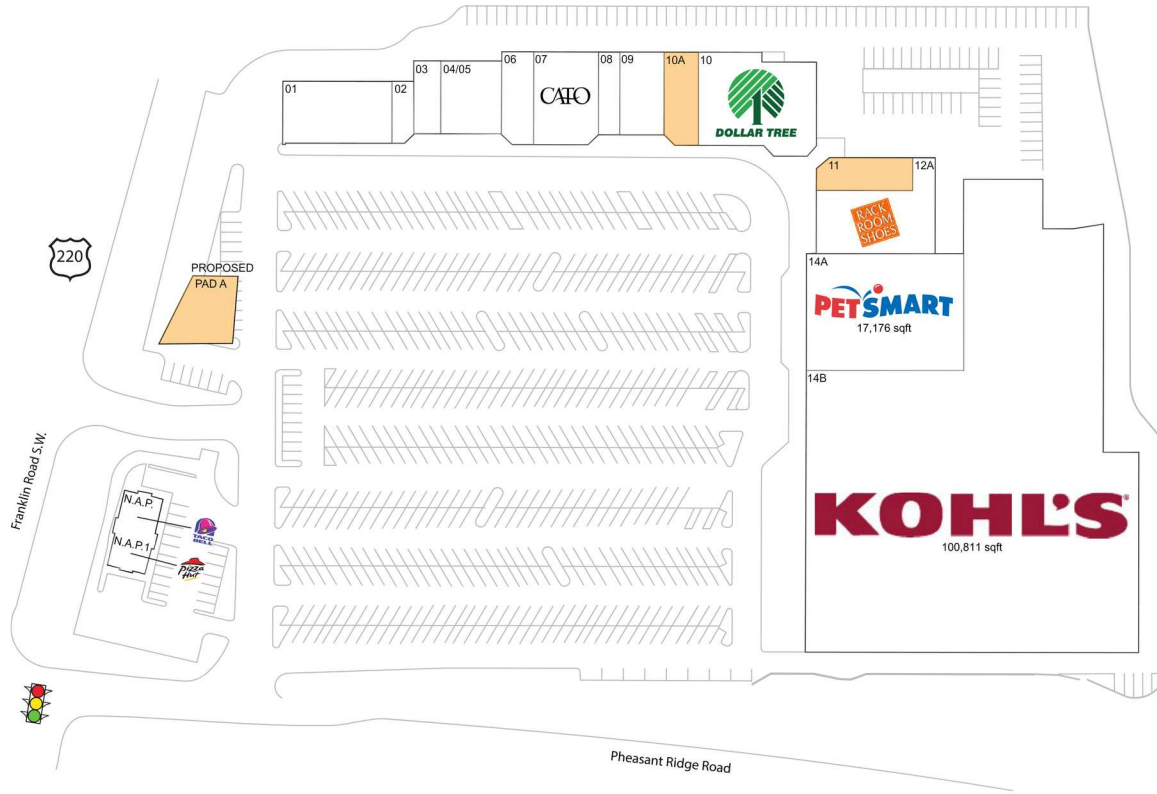 01
02
03
04/05
06
07
CATO
08
09
10A
10
DOLLAR TREE
11
12A
RACK
ROOM
SHOES
220
PROPOSED
PAD A
14A
PETSMART
17,176 sqft
14B
Franklin Road S.W.
N.A.P.
TACO
BELL
N.A.P.1
Pizza
Hut
KOHL'S
100,811 sqft
Pheasant Ridge Road